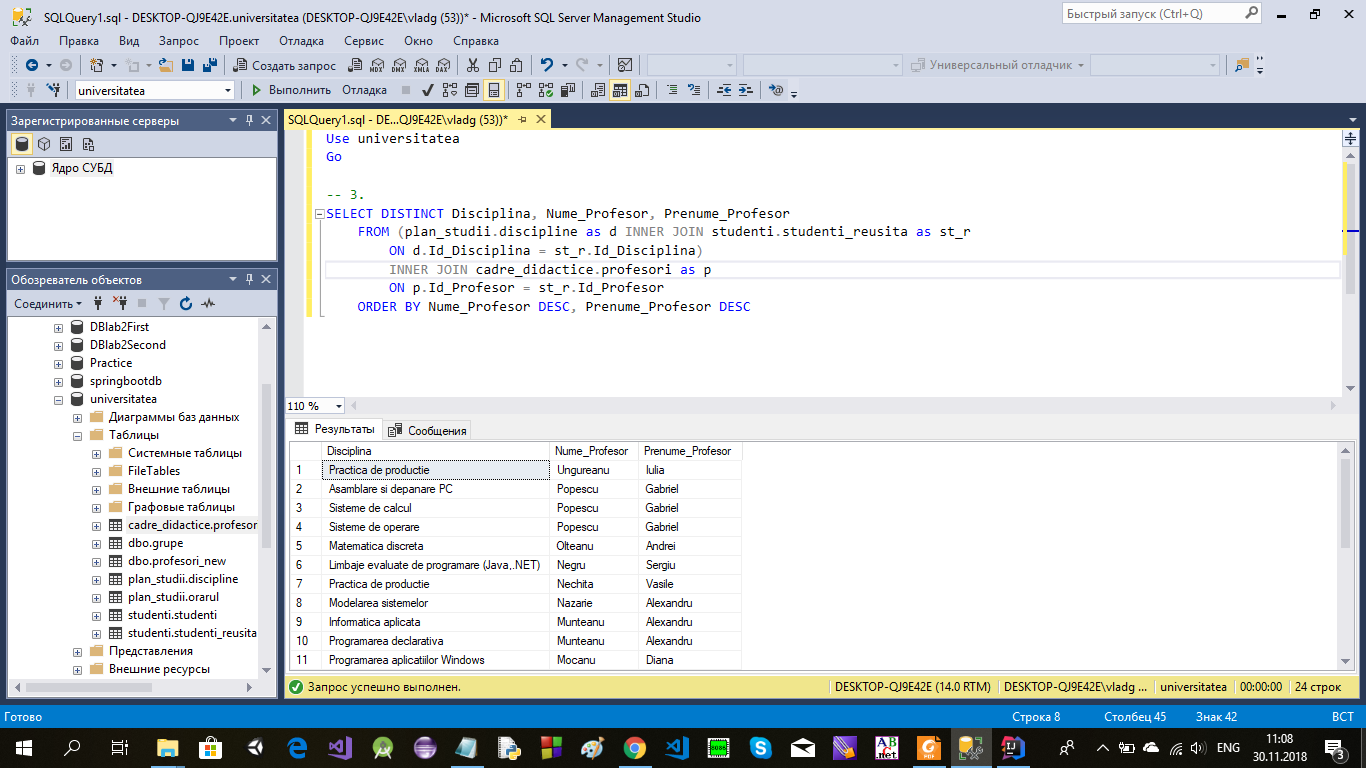 SQLQuery1.sql - DESKTOP-QJ9E42E.universitatea (DESKTOP-QJ9E42E\vladg (53))* - Microsoft SQL Server Management Studio
Быстрый запуск (Ctrl+Q)
Файл Правка Вид Запрос Проект Отладка Сервис Окно Справка
Создать запрос MDX DMX XMLA DAX Универсальный отладчик
universitatea Выполнить Отладка
Зарегистрированные серверы
Ядро СУБД
Обозреватель объектов
Соединить
DBlab2First
DBlab2Second
Practice
springbootdb
universitatea
Диаграммы баз данных
Таблицы
Системные таблицы
FileTables
Внешние таблицы
Графовые таблицы
cadre_didactice.profesor
dbo.grupe
dbo.profesori_new
plan_studii.discipline
plan_studii.orarul
studenti.studenti
studenti.studenti_reusita
Представления
Внешние ресурсы
SQLQuery1.sql - DE...QJ9E42E\vladg (53))*
Use universitatea
Go
-- 3.
SELECT DISTINCT Disciplina, Nume_Profesor, Prenume_Profesor
FROM (plan_studii.discipline as d INNER JOIN studenti.studenti_reusita as st_r
ON d.Id_Disciplina = st_r.Id_Disciplina)
INNER JOIN cadre_didactice.profesori as p
ON p.Id_Profesor = st_r.Id_Profesor
ORDER BY Nume_Profesor DESC, Prenume_Profesor DESC
110 %
Результаты Сообщения
Disciplina Nume_Profesor Prenume_Profesor
1 Practica de productie Ungureanu Iulia
2 Asamblare si depanare PC Popescu Gabriel
3 Sisteme de calcul Popescu Gabriel
4 Sisteme de operare Popescu Gabriel
5 Matematica discreta Olteanu Andrei
6 Limbaje evaluate de programare (Java,.NET) Negru Sergiu
7 Practica de productie Nechita Vasile
8 Modelarea sistemelor Nazarie Alexandru
9 Informatica aplicata Munteanu Alexandru
10 Programarea declarativa Munteanu Alexandru
11 Programarea aplicatiilor Windows Mocanu Diana
Запрос успешно выполнен. DESKTOP-QJ9E42E (14.0 RTM) DESKTOP-QJ9E42E\vladg ... universitatea 00:00:00 24 строк
Готово Строка 8 Столбец 45 Знак 42 ВСТ
ENG 11:08
30.11.2018
3